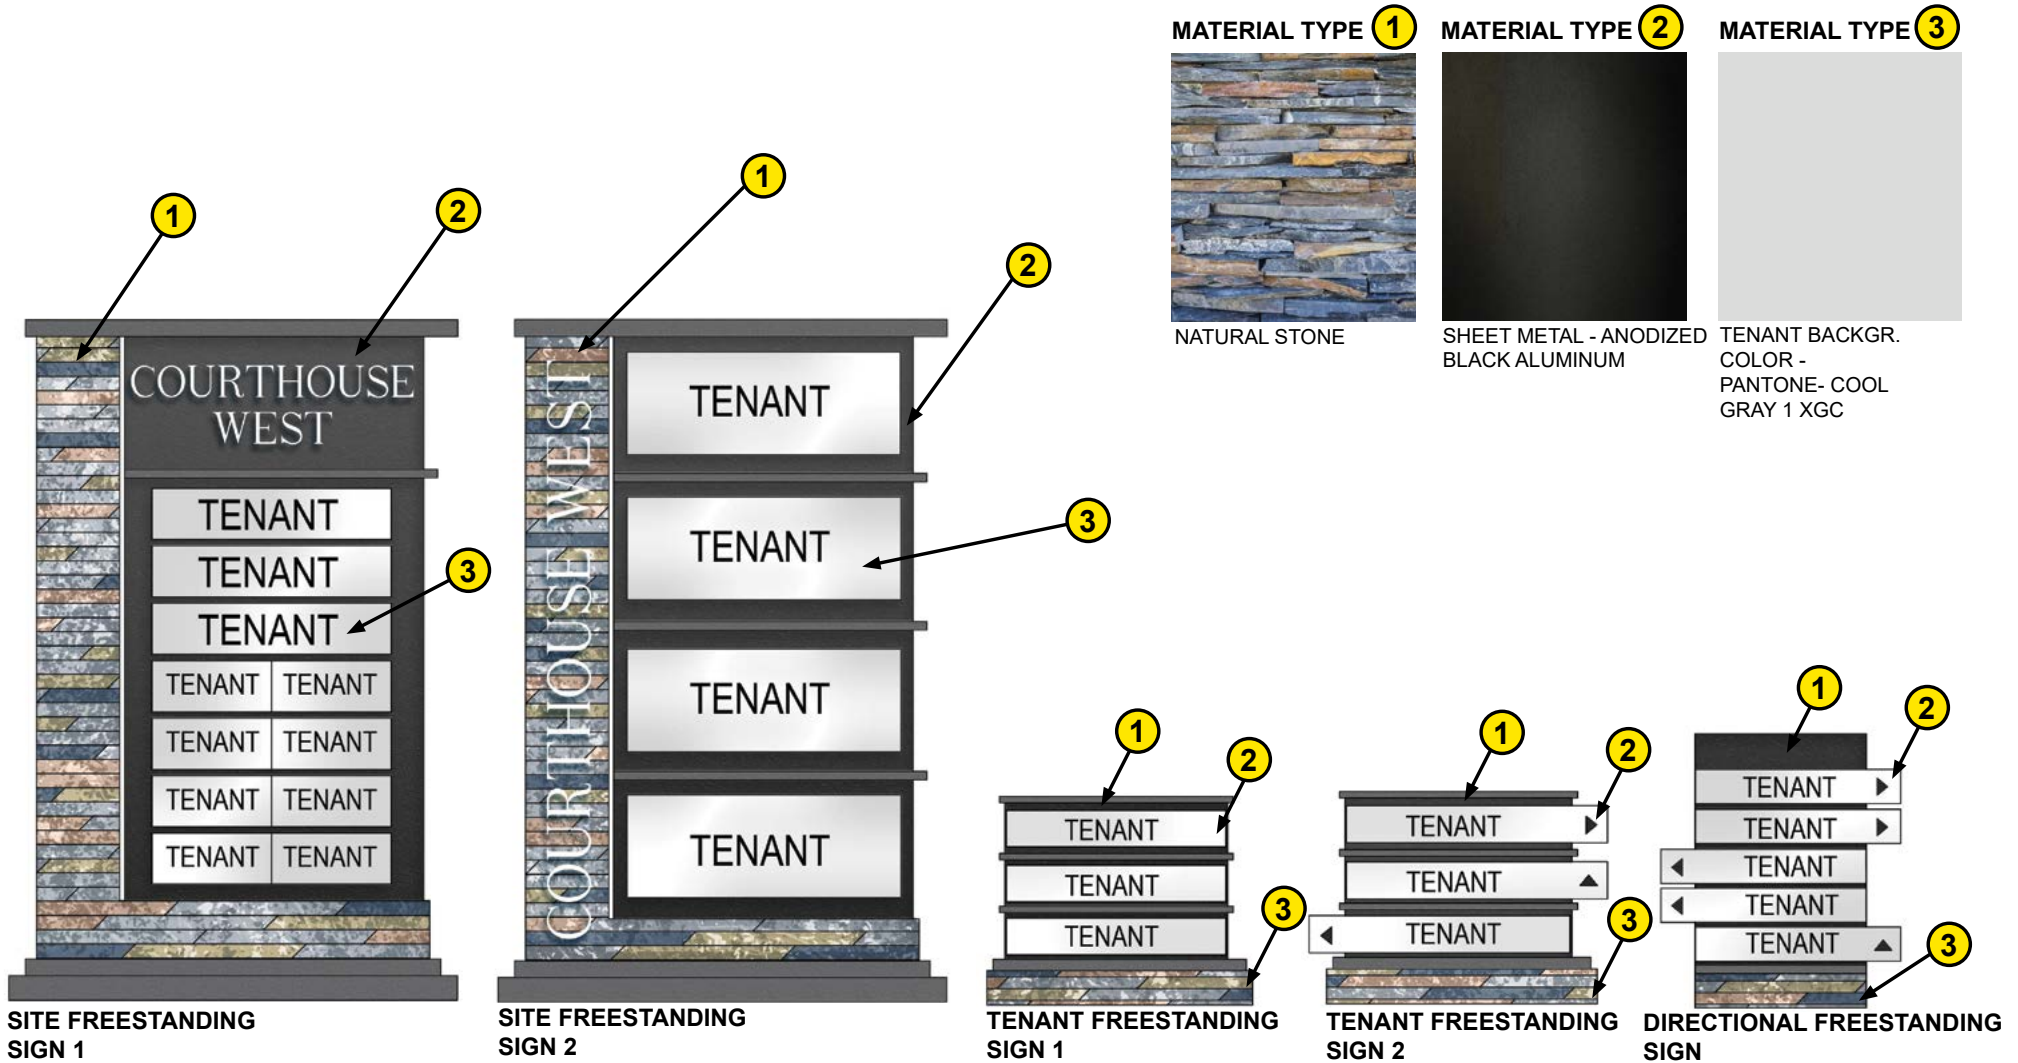 MATERIAL TYPE 1
MATERIAL TYPE 2
MATERIAL TYPE 3
NATURAL STONE
SHEET METAL - ANODIZED
BLACK ALUMINUM
TENANT BACKGR.
COLOR -
PANTONE- COOL
GRAY 1 XGC
1
2
COURTHOUSE
WEST
TENANT
TENANT
TENANT
3
TENANT TENANT
TENANT TENANT
TENANT TENANT
TENANT TENANT
SITE FREESTANDING
SIGN 1
1
2
COURTHOUSE WEST
TENANT
TENANT
3
TENANT
TENANT
SITE FREESTANDING
SIGN 2
1
2
TENANT
TENANT
TENANT
3
TENANT FREESTANDING
SIGN 1
1
2
TENANT
TENANT
TENANT
3
TENANT FREESTANDING
SIGN 2
1
2
TENANT
TENANT
TENANT
TENANT
TENANT
3
DIRECTIONAL FREESTANDING
SIGN